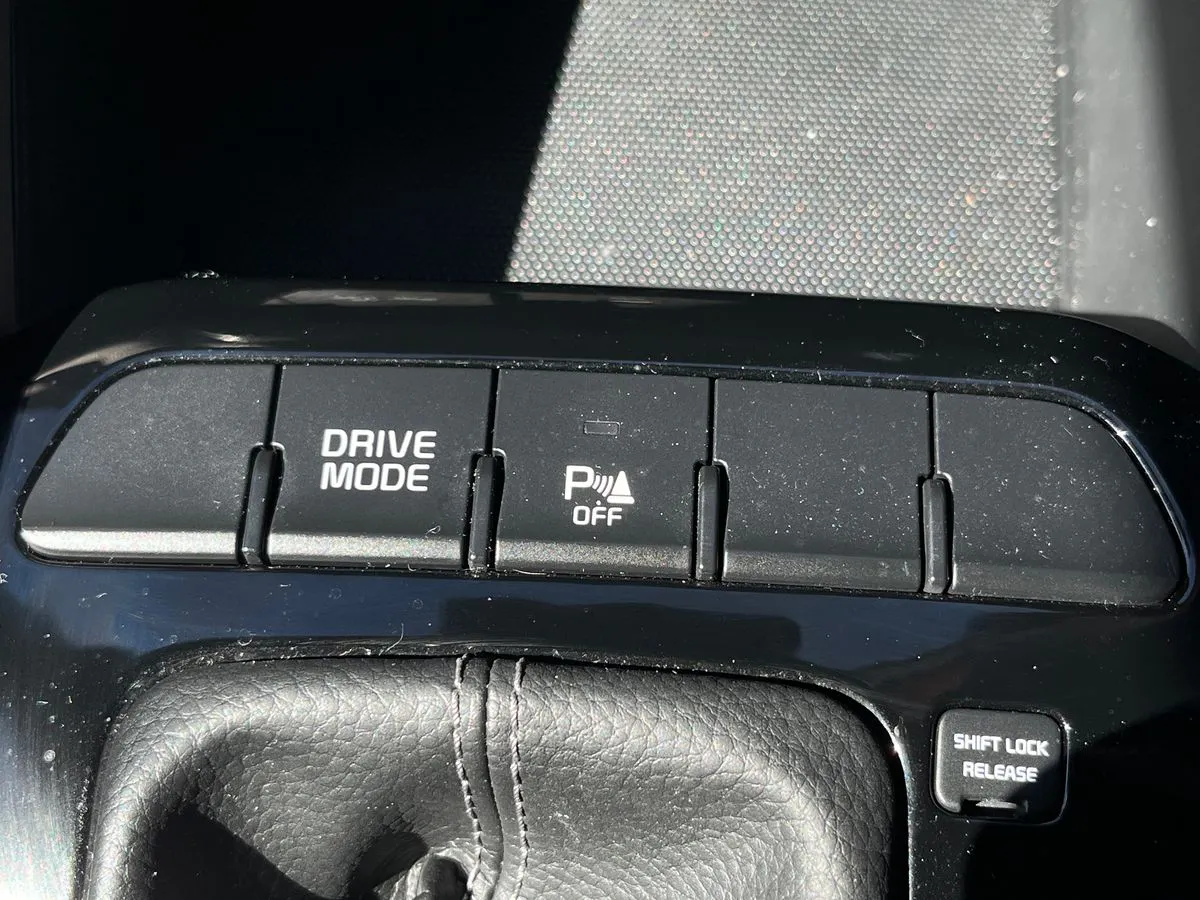 DRIVE
MODE
P
OFF
SHIFT LOCK
RELEASE